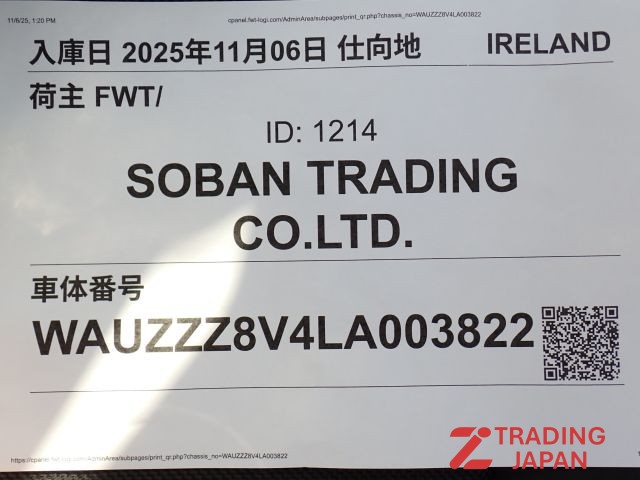 11/6/25, 1:20 PM
cpanel.fwt-logi.com/AdminArea/subpages/print_qr.php?chassis_no=WAUZZZ8V4LA003822
入庫日 2025年11月06日 仕向地 IRELAND
荷主 FWT/
ID: 1214
SOBAN TRADING
CO.LTD.
車体番号
WAUZZZ8V4LA003822
TRADING
JAPAN
https://cpanel.fwt-logi.com/AdminArea/subpages/print_qr.php?chassis_no=WAUZZZ8V4LA003822